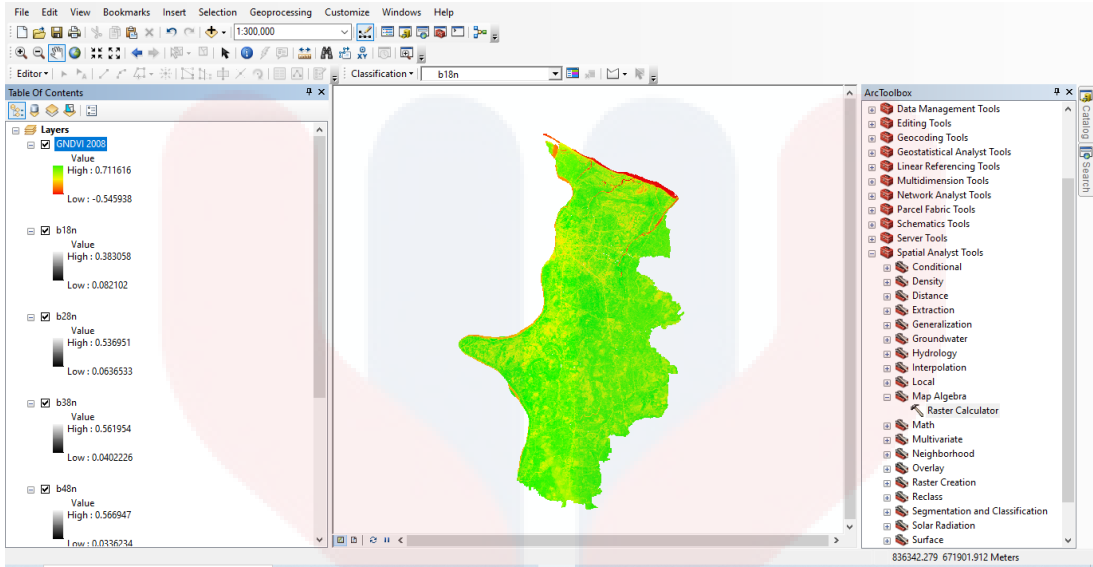 File Edit View Bookmarks Insert Selection Geoprocessing Customize Windows Help
1:300.000
Editor Classification b18n
Table Of Contents
Layers
GNDVI 2008
Value
High : 0.711616
Low : -0.545938
b18n
Value
High : 0.383058
Low : 0.082102
b28n
Value
High : 0.536951
Low : 0.0636533
b38n
Value
High : 0.561954
Low : 0.0402226
b48n
Value
High : 0.566947
Low : 0.0336234
ArcToolbox
Data Management Tools
Editing Tools
Geocoding Tools
Geostatistical Analyst Tools
Linear Referencing Tools
Multidimension Tools
Network Analyst Tools
Parcel Fabric Tools
Schematics Tools
Server Tools
Spatial Analyst Tools
Conditional
Density
Distance
Extraction
Generalization
Groundwater
Hydrology
Interpolation
Local
Map Algebra
Raster Calculator
Math
Multivariate
Neighborhood
Overlay
Raster Creation
Reclass
Segmentation and Classification
Solar Radiation
Surface
Catalog
Search
836342.279 671901.912 Meters